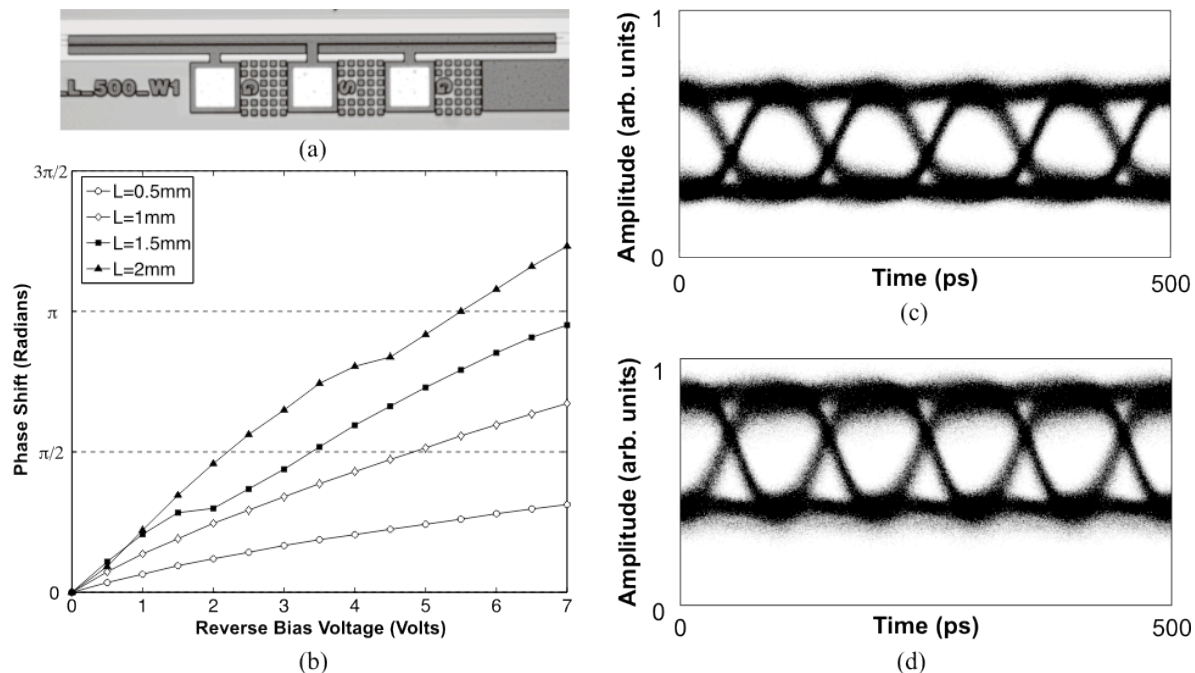 L_500_W1 G S G
(a)
3π/2
L=0.5mm
L=1mm
L=1.5mm
L=2mm
π
π/2
0
Phase Shift (Radians)
0 1 2 3 4 5 6 7
Reverse Bias Voltage (Volts)
(b)
1
Amplitude (arb. units)
0
0 Time (ps) 500
(c)
1
Amplitude (arb. units)
0
0 Time (ps) 500
(d)